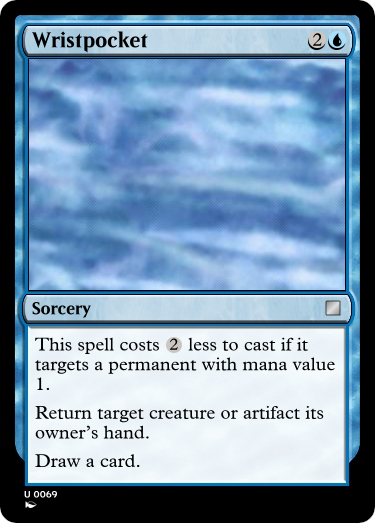 Wristpocket 2
Sorcery
This spell costs 2 less to cast if it
targets a permanent with mana value
1.
Return target creature or artifact its
owner's hand.
Draw a card.
U 0069